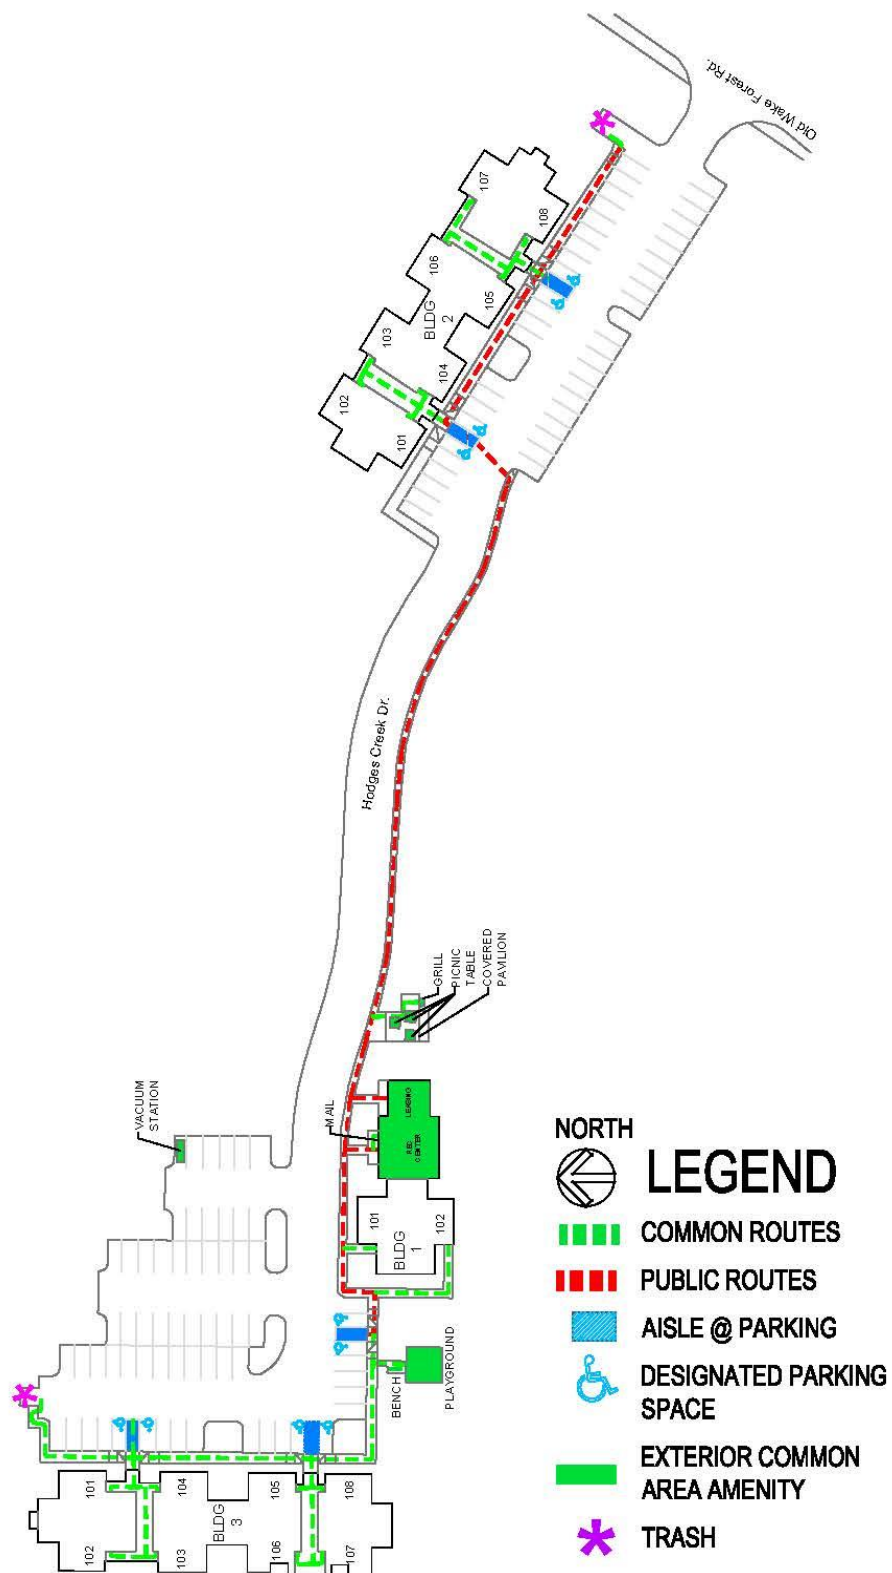 Old Wake Forest Rd.
107
108
106
105
BLDG
2
103
104
102
101
Hodges Creek Dr.
GRILL
PICNIC
TABLE
COVERED
PAVILION
VACUUM
STATION
MAIL
LEASING
REC
CENTER
101
102
BLDG
1
BENCH
PLAYGROUND
101
104
105
108
BLDG
3
102
103
106
107
NORTH
LEGEND
COMMON ROUTES
PUBLIC ROUTES
AISLE @ PARKING
DESIGNATED PARKING
SPACE
EXTERIOR COMMON
AREA AMENITY
TRASH